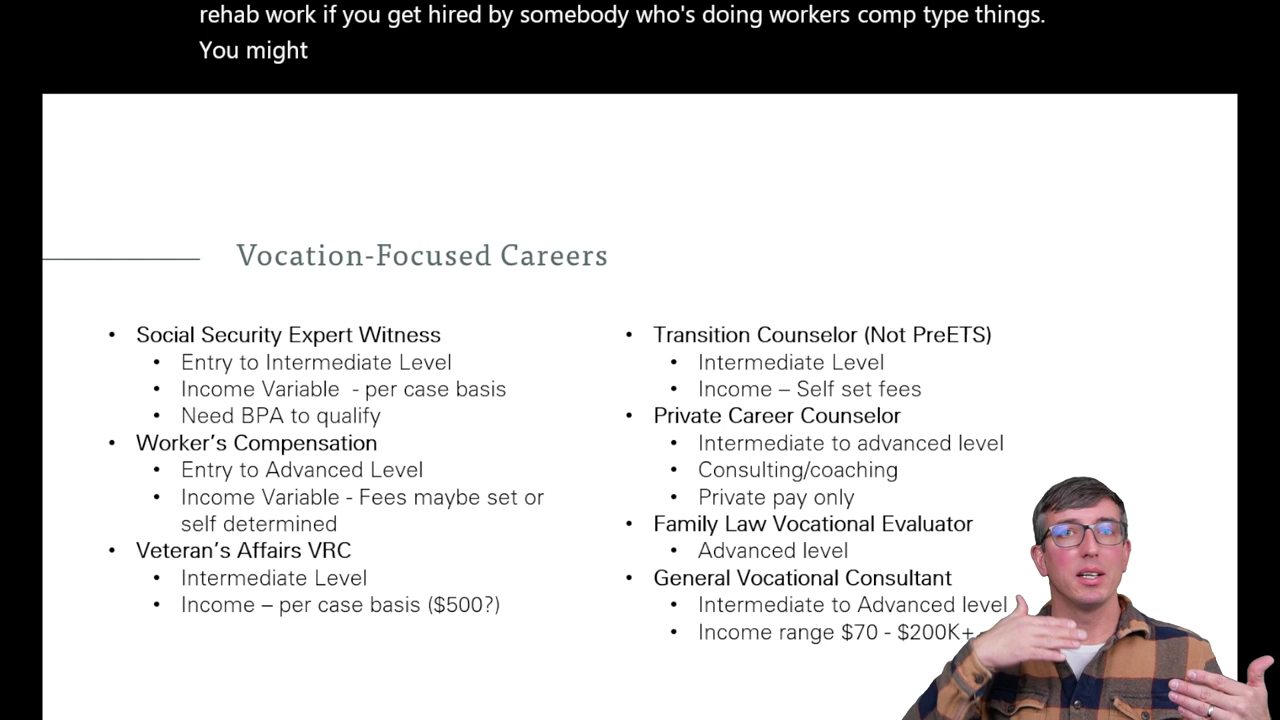 rehab work if you get hired by somebody who's doing workers comp type things.
You might
Vocation-Focused Careers
• Social Security Expert Witness
• Entry to Intermediate Level
• Income Variable - per case basis
• Need BPA to qualify
• Worker's Compensation
• Entry to Advanced Level
• Income Variable - Fees maybe set or
self determined
• Veteran's Affairs VRC
• Intermediate Level
• Income – per case basis ($500?)
• Transition Counselor (Not PreETS)
• Intermediate Level
• Income – Self set fees
• Private Career Counselor
• Intermediate to advanced level
• Consulting/coaching
• Private pay only
• Family Law Vocational Evaluator
• Advanced level
• General Vocational Consultant
• Intermediate to Advanced level
• Income range $70 - $200K+